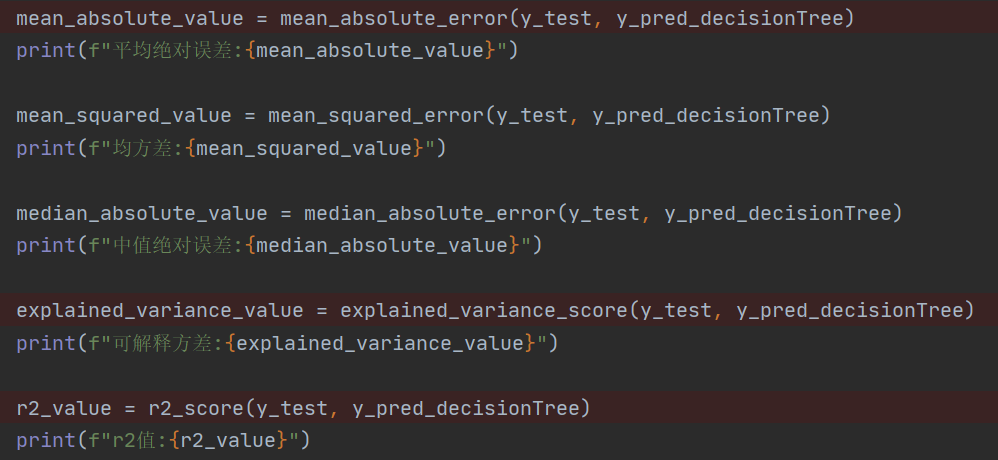 mean_absolute_value = mean_absolute_error(y_test, y_pred_decisionTree)
print(f"平均绝对误差:{mean_absolute_value}")
mean_squared_value = mean_squared_error(y_test, y_pred_decisionTree)
print(f"均方差:{mean_squared_value}")
median_absolute_value = median_absolute_error(y_test, y_pred_decisionTree)
print(f"中值绝对误差:{median_absolute_value}")
explained_variance_value = explained_variance_score(y_test, y_pred_decisionTree)
print(f"可解释方差:{explained_variance_value}")
r2_value = r2_score(y_test, y_pred_decisionTree)
print(f"r2值:{r2_value}")